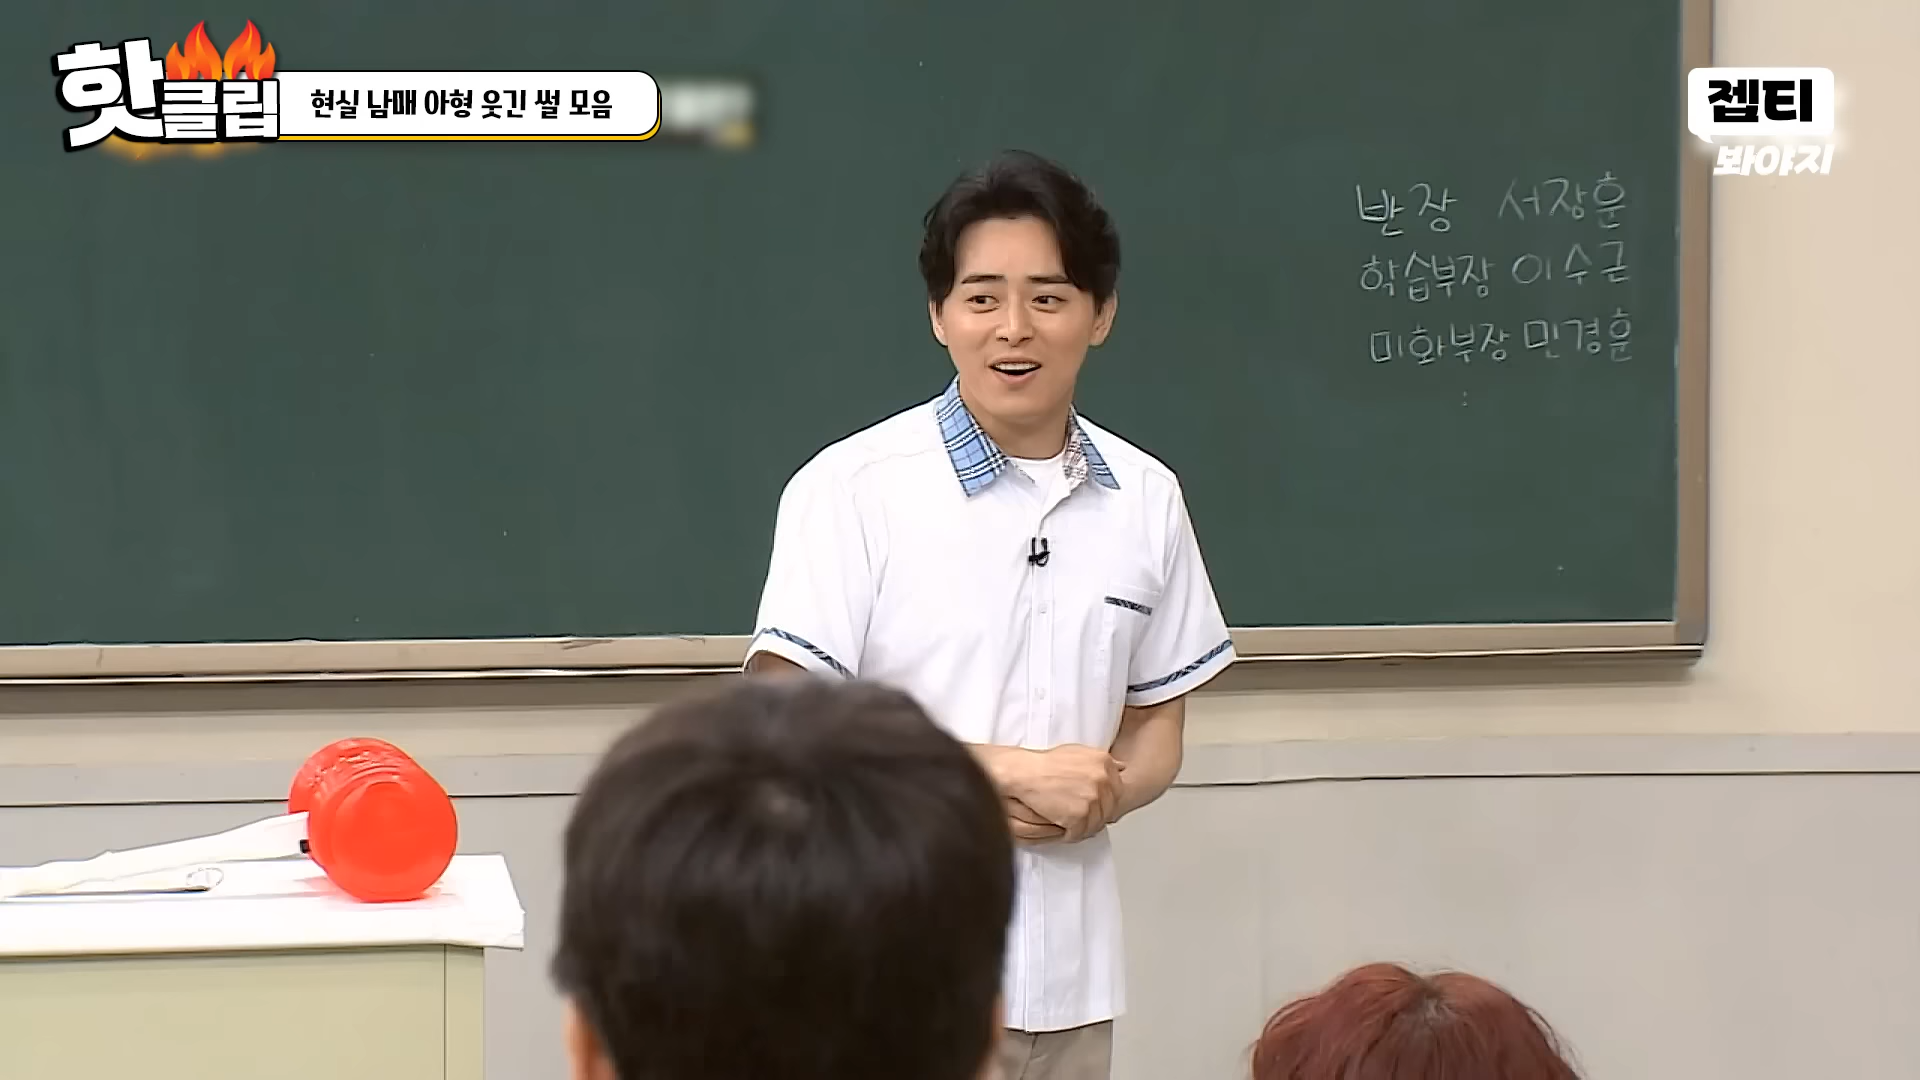 핫클립
현실 남매 아형 웃긴 썰 모음
젭티
봐야지
반장 서장훈
학습부장 이수근
미화부장 민경훈
: